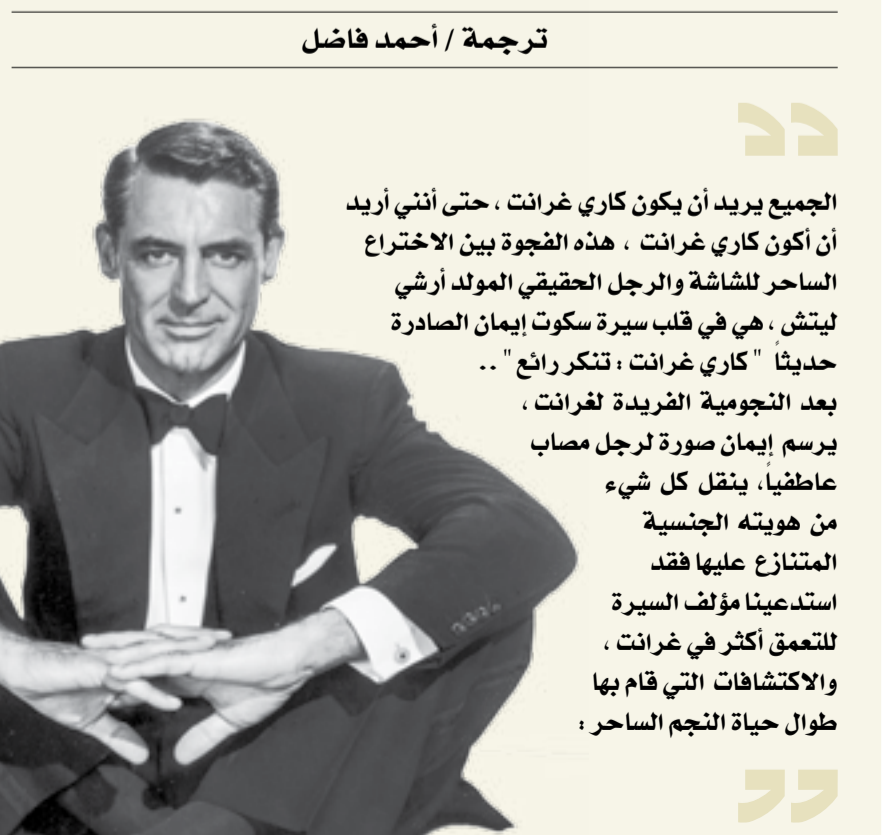 ترجمة / أحمد فاضل
الجميع يريد أن يكون كاري غرانت ، حتى أنني أريد
أن أكون كاري غرانت ، هذه الفجوة بين الاختراع
الساحر للشاشة والرجل الحقيقي المولد أرشي
ليتش ، هي في قلب سيرة سكوت إيمان الصادرة
حديثاً " كاري غرانت : تنكر رائع " ..
بعد النجومية الفريدة لغرانت ،
يرسم إيمان صورة لرجل مصاب
عاطفياً، ينقل كل شيء
من هويته الجنسية
المتنازع عليها فقد
استدعينا مؤلف السيرة
للتعمق أكثر في غرانت ،
والاكتشافات التي قام بها
طوال حياة النجم الساحر :